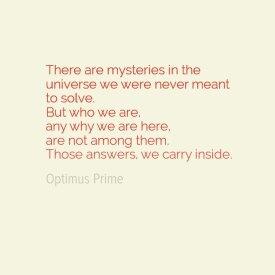 There are mysteries in the
universe we were never meant
to solve.
But who we are,
any why we are here,
are not among them.
Those answers, we carry inside.
Optimus Prime